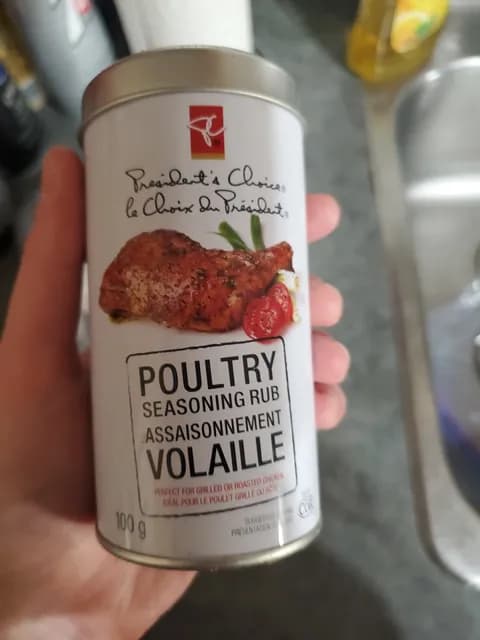 President's Choice®
le Choix du Président®
POULTRY
SEASONING RUB
ASSAISONNEMENT
VOLAILLE
PERFECT FOR GRILLED OR ROASTED CHICKEN
IDÉAL POUR LE POULET GRILLÉ OU RÔTI
100 g
COR